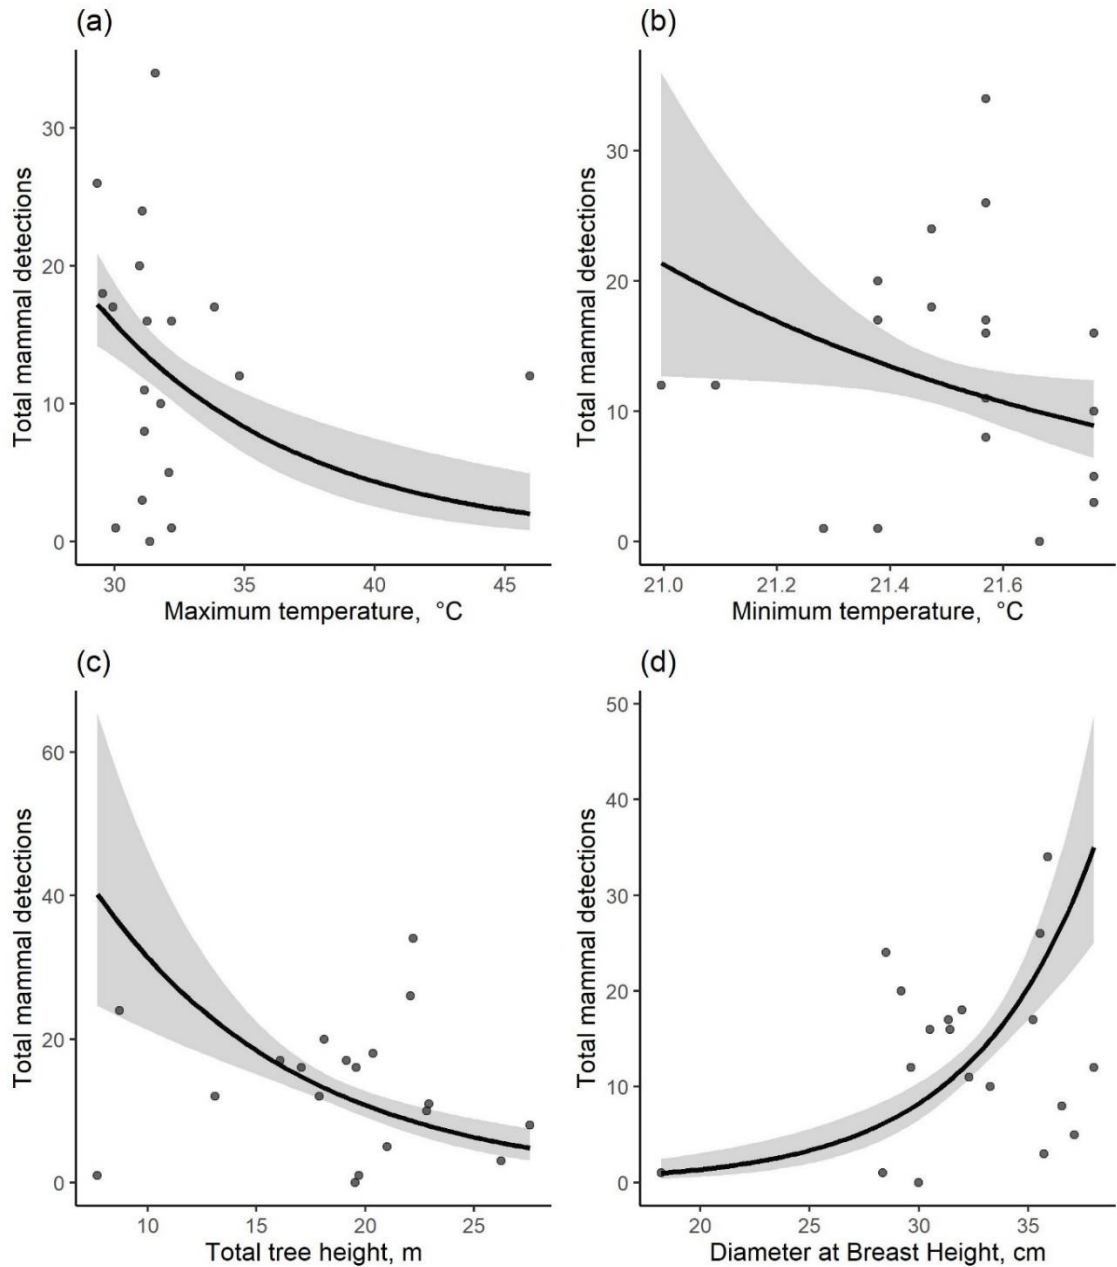 (a)
Total mammal detections
30
20
10
0
30 35 40 45
Maximum temperature, °C
(b)
Total mammal detections
30
20
10
0
21.0 21.2 21.4 21.6
Minimum temperature, °C
(c)
Total mammal detections
60
40
20
0
10 15 20 25
Total tree height, m
(d)
Total mammal detections
50
40
30
20
10
0
20 25 30 35
Diameter at Breast Height, cm